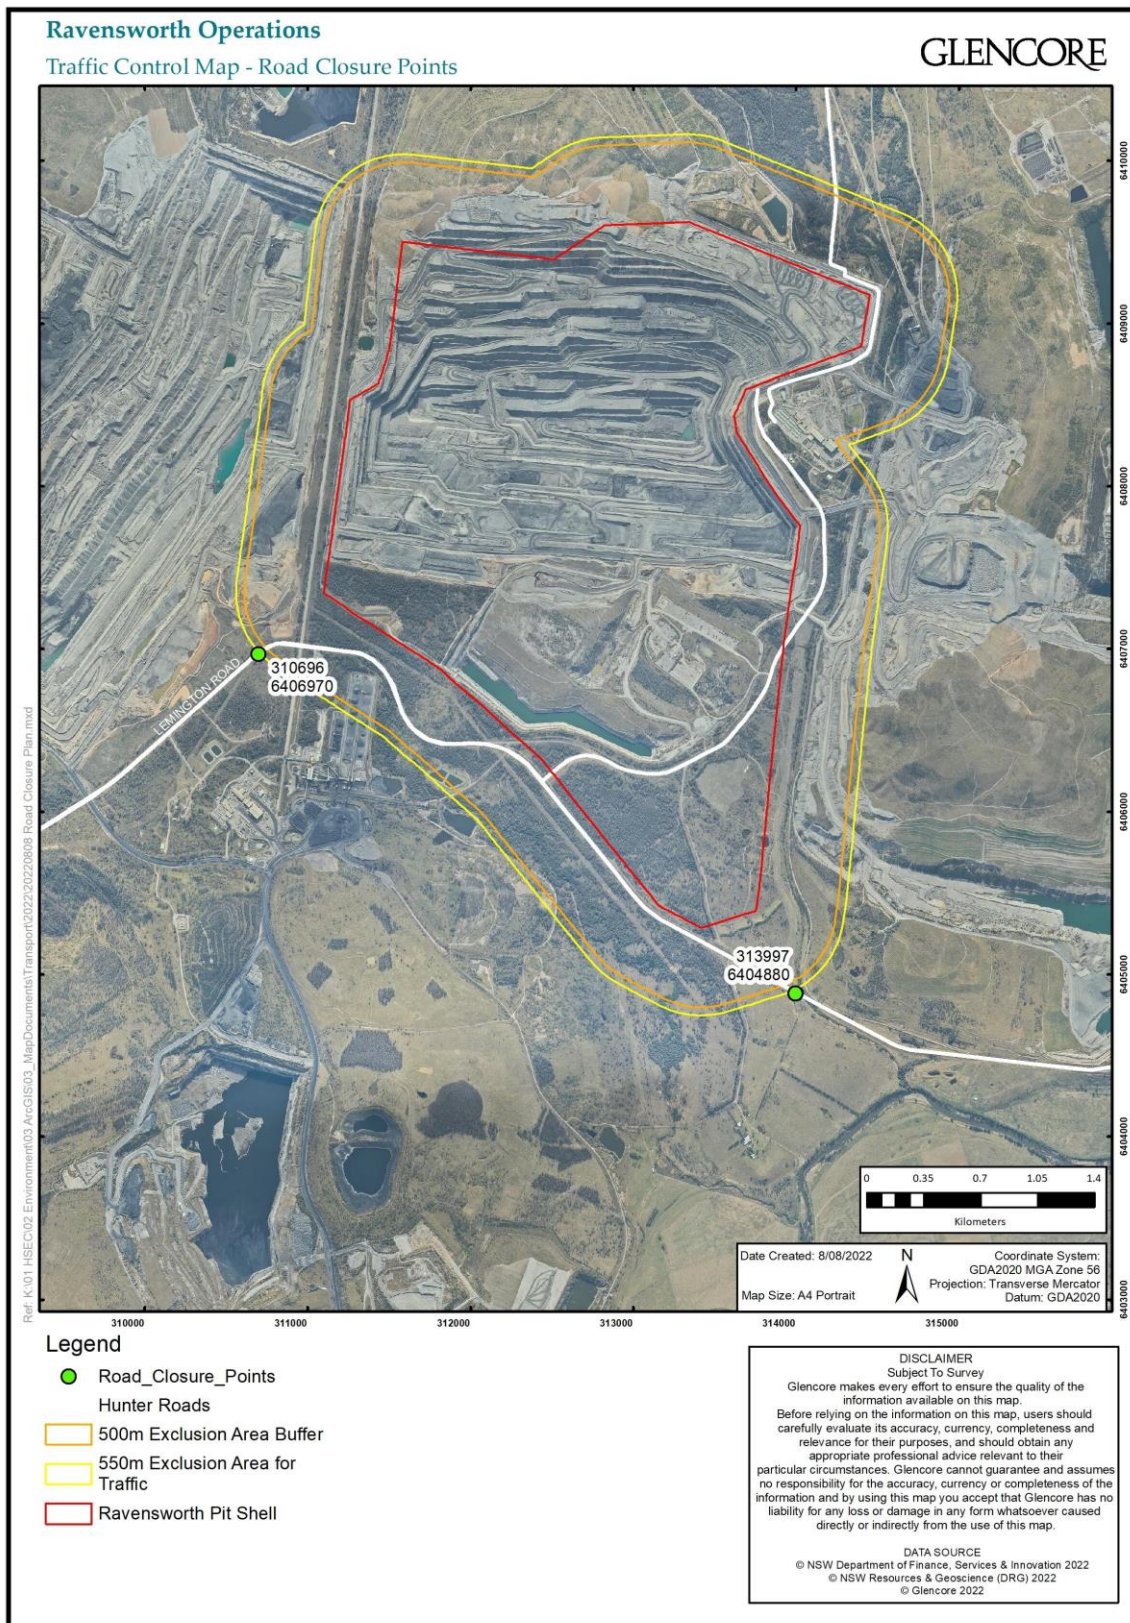 Ravensworth Operations
Traffic Control Map - Road Closure Points
GLENCORE
6410000
6409000
6408000
6407000
6406000
6405000
6404000
6403000
LEMINGTON ROAD
310696
6406970
313997
6404880
0 0.35 0.7 1.05 1.4
Kilometers
Date Created: 8/08/2022
Map Size: A4 Portrait
N
Coordinate System:
GDA2020 MGA Zone 56
Projection: Transverse Mercator
Datum: GDA2020
310000 311000 312000 313000 314000 315000
Ref: K:\01 HSEC\02 Environment\03 ArcGIS\03_MapDocuments\Transport\2022\20220808 Road Closure Plan.mxd
Legend
Road_Closure_Points
Hunter Roads
500m Exclusion Area Buffer
550m Exclusion Area for
Traffic
Ravensworth Pit Shell
DISCLAIMER
Subject To Survey
Glencore makes every effort to ensure the quality of the
information available on this map.
Before relying on the information on this map, users should
carefully evaluate its accuracy, currency, completeness and
relevance for their purposes, and should obtain any
appropriate professional advice relevant to their
particular circumstances. Glencore cannot guarantee and assumes
no responsibility for the accuracy, currency or completeness of the
information and by using this map you accept that Glencore has no
liability for any loss or damage in any form whatsoever caused
directly or indirectly from the use of this map.
DATA SOURCE
© NSW Department of Finance, Services & Innovation 2022
© NSW Resources & Geoscience (DRG) 2022
© Glencore 2022